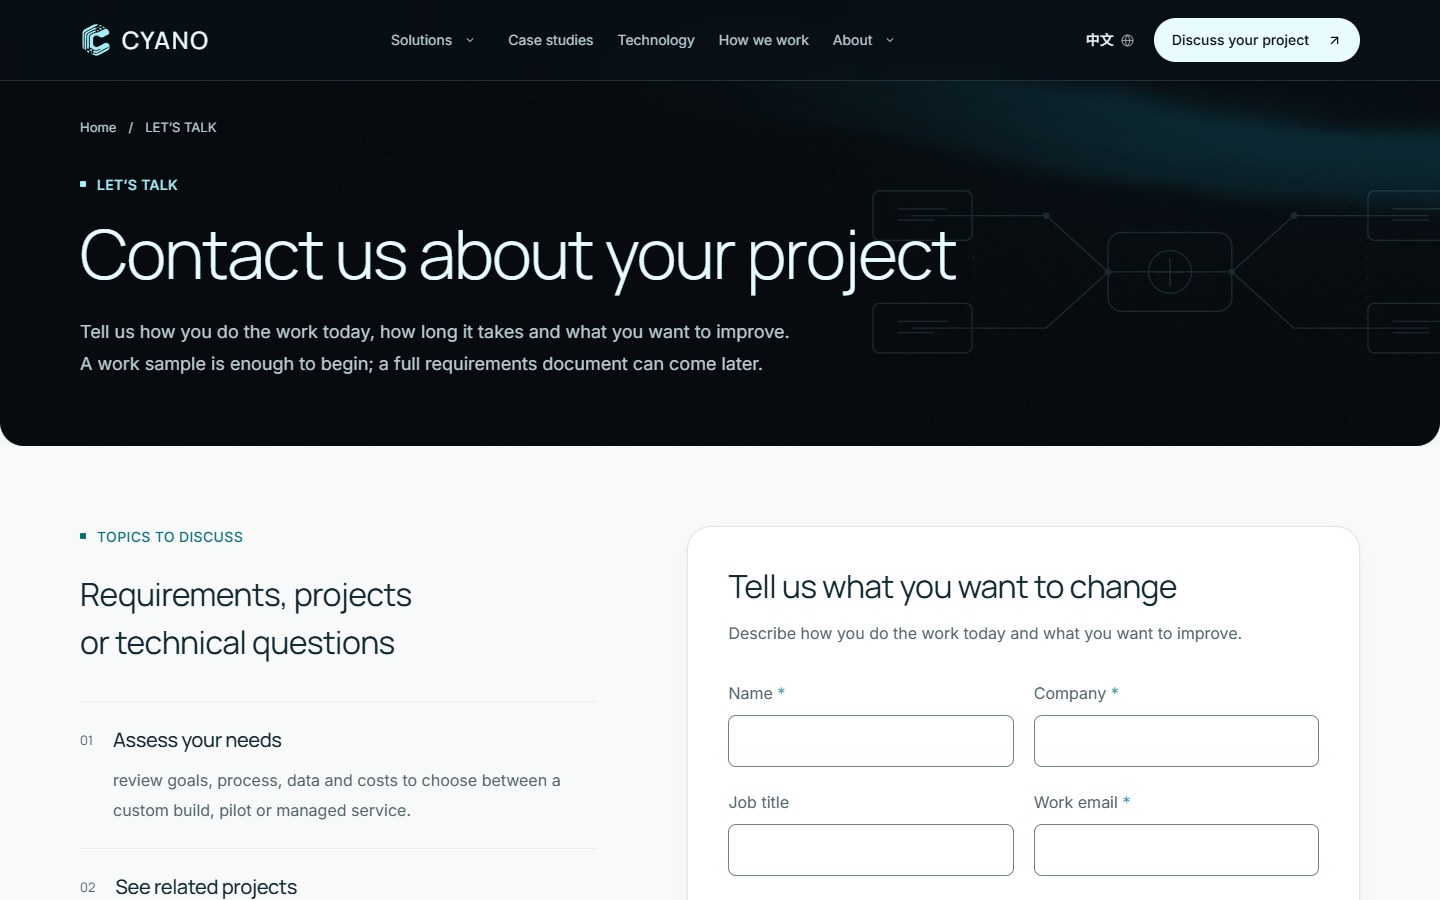 CYANO
Solutions
Case studies
Technology
How we work
About
中文
Discuss your project
Home / LET'S TALK
LET'S TALK
Contact us about your project
Tell us how you do the work today, how long it takes and what you want to improve.
A work sample is enough to begin; a full requirements document can come later.
TOPICS TO DISCUSS
Requirements, projects
or technical questions
01 Assess your needs
review goals, process, data and costs to choose between a
custom build, pilot or managed service.
02 See related projects
Tell us what you want to change
Describe how you do the work today and what you want to improve.
Name *
Company *
Job title
Work email *